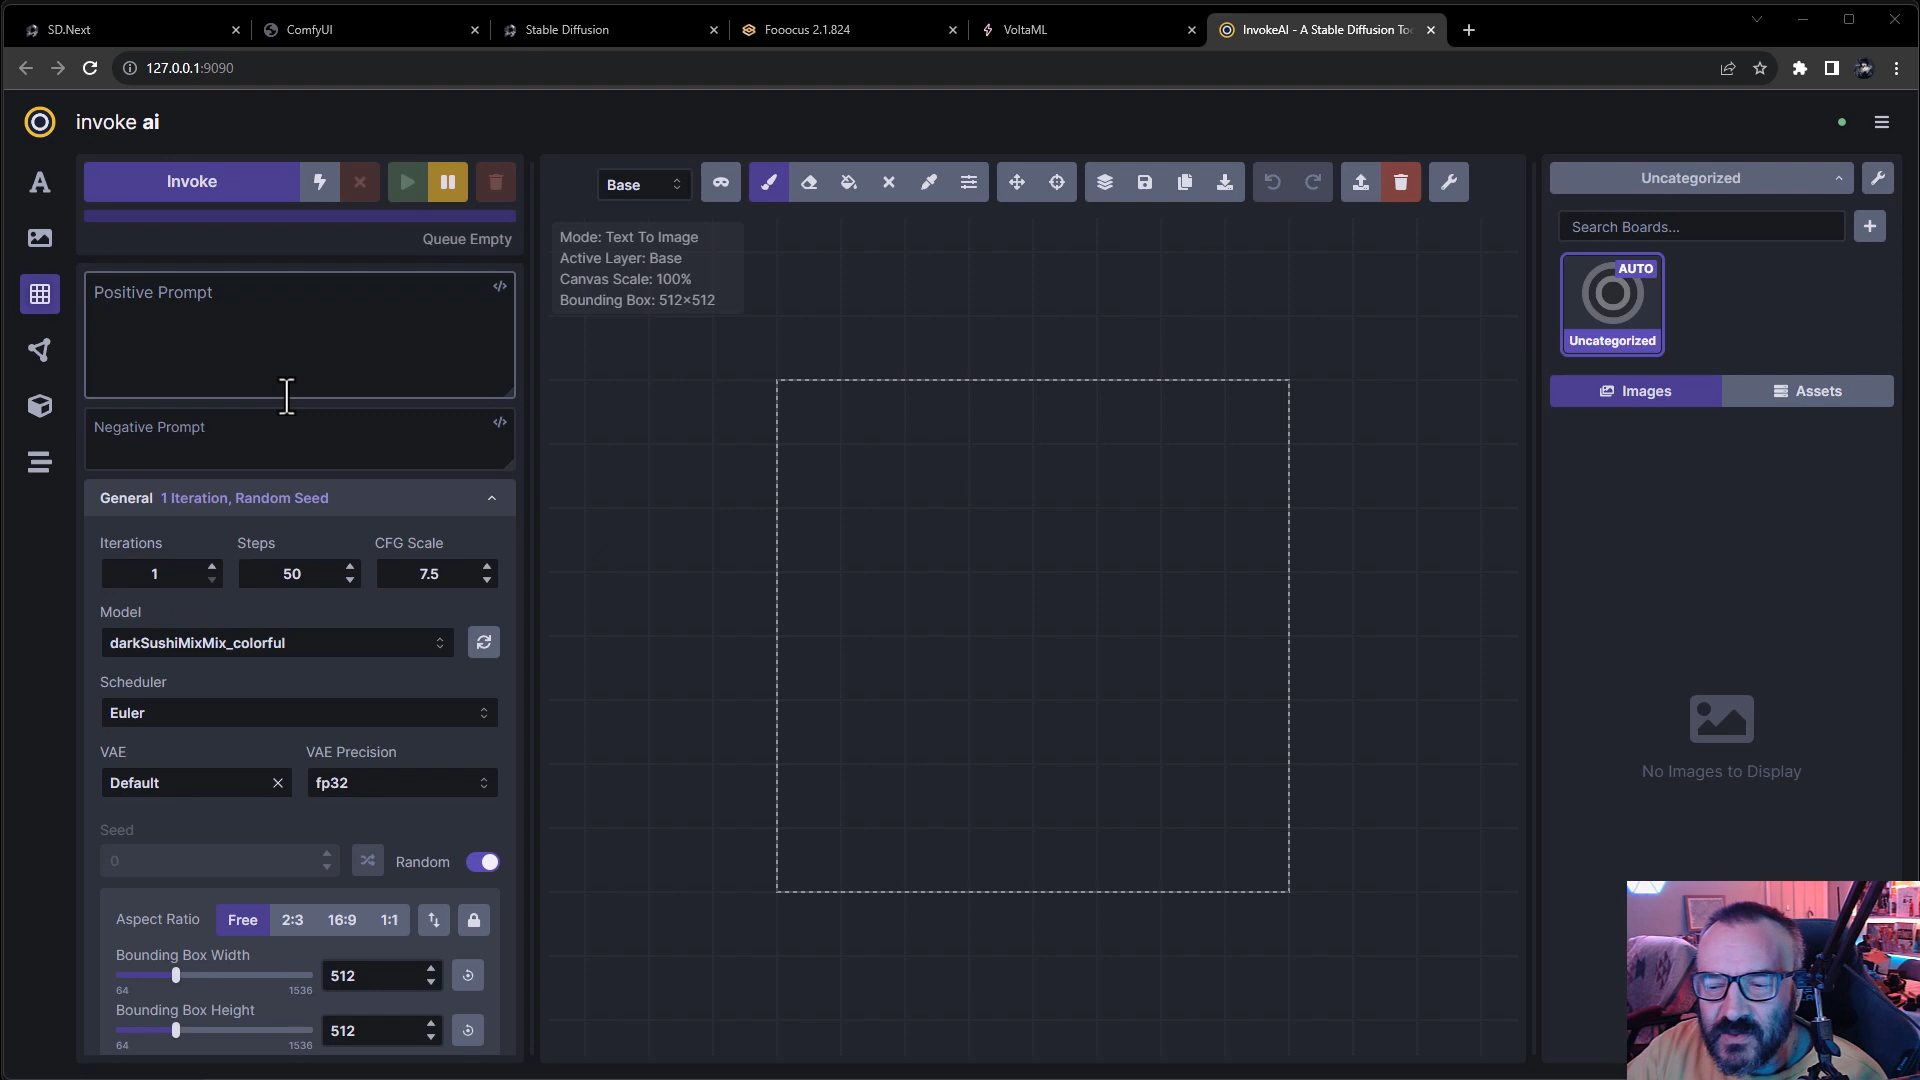 SD.Next
ComfyUI
Stable Diffusion
Fooocus 2.1.824
VoltaML
InvokeAI - A Stable Diffusion To
127.0.0.1:9090
invoke ai
Invoke
Queue Empty
Positive Prompt
Negative Prompt
General 1 Iteration, Random Seed
Iterations Steps CFG Scale
1 50 7.5
Model
darkSushiMixMix_colorful
Scheduler
Euler
VAE VAE Precision
Default fp32
Seed
0 Random
Aspect Ratio Free 2:3 16:9 1:1
Bounding Box Width
512
64 1536
Bounding Box Height
512
64 1536
Base
Mode: Text To Image
Active Layer: Base
Canvas Scale: 100%
Bounding Box: 512×512
Uncategorized
Search Boards...
AUTO
Uncategorized
Images Assets
No Images to Display